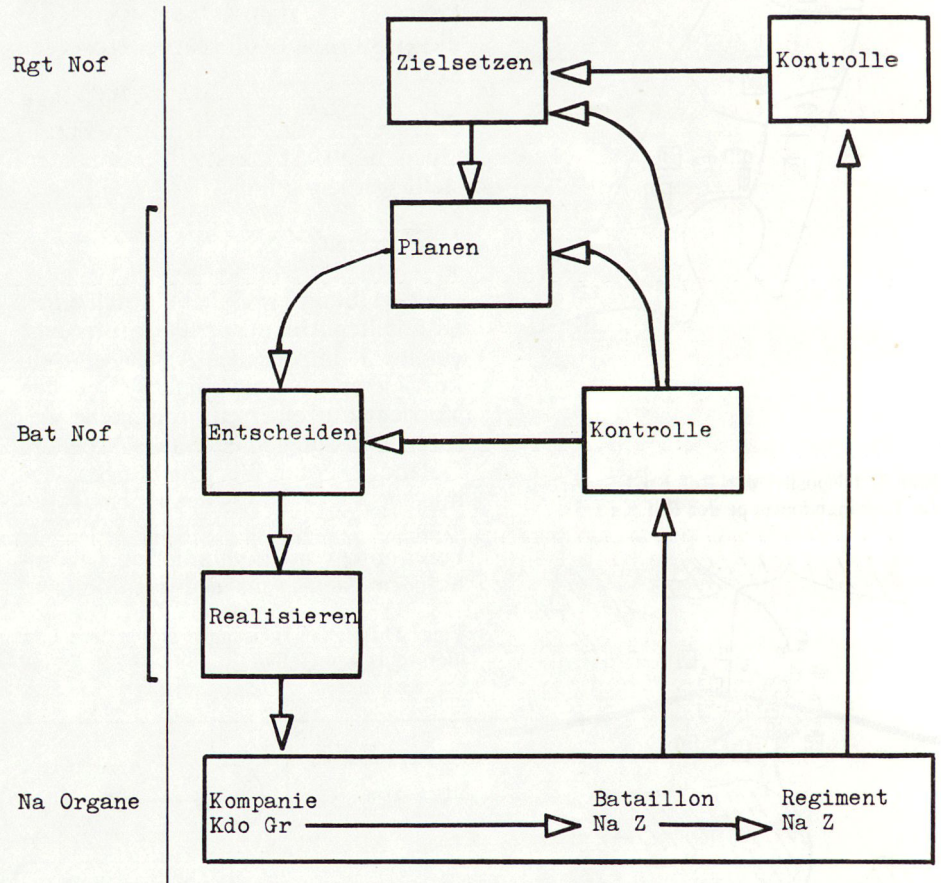 Rgt Nof
Zielsetzen
Kontrolle
Planen
Bat Nof
Entscheiden
Kontrolle
Realisieren
Na Organe
Kompanie
Kdo Gr
Bataillon
Na Z
Regiment
Na Z